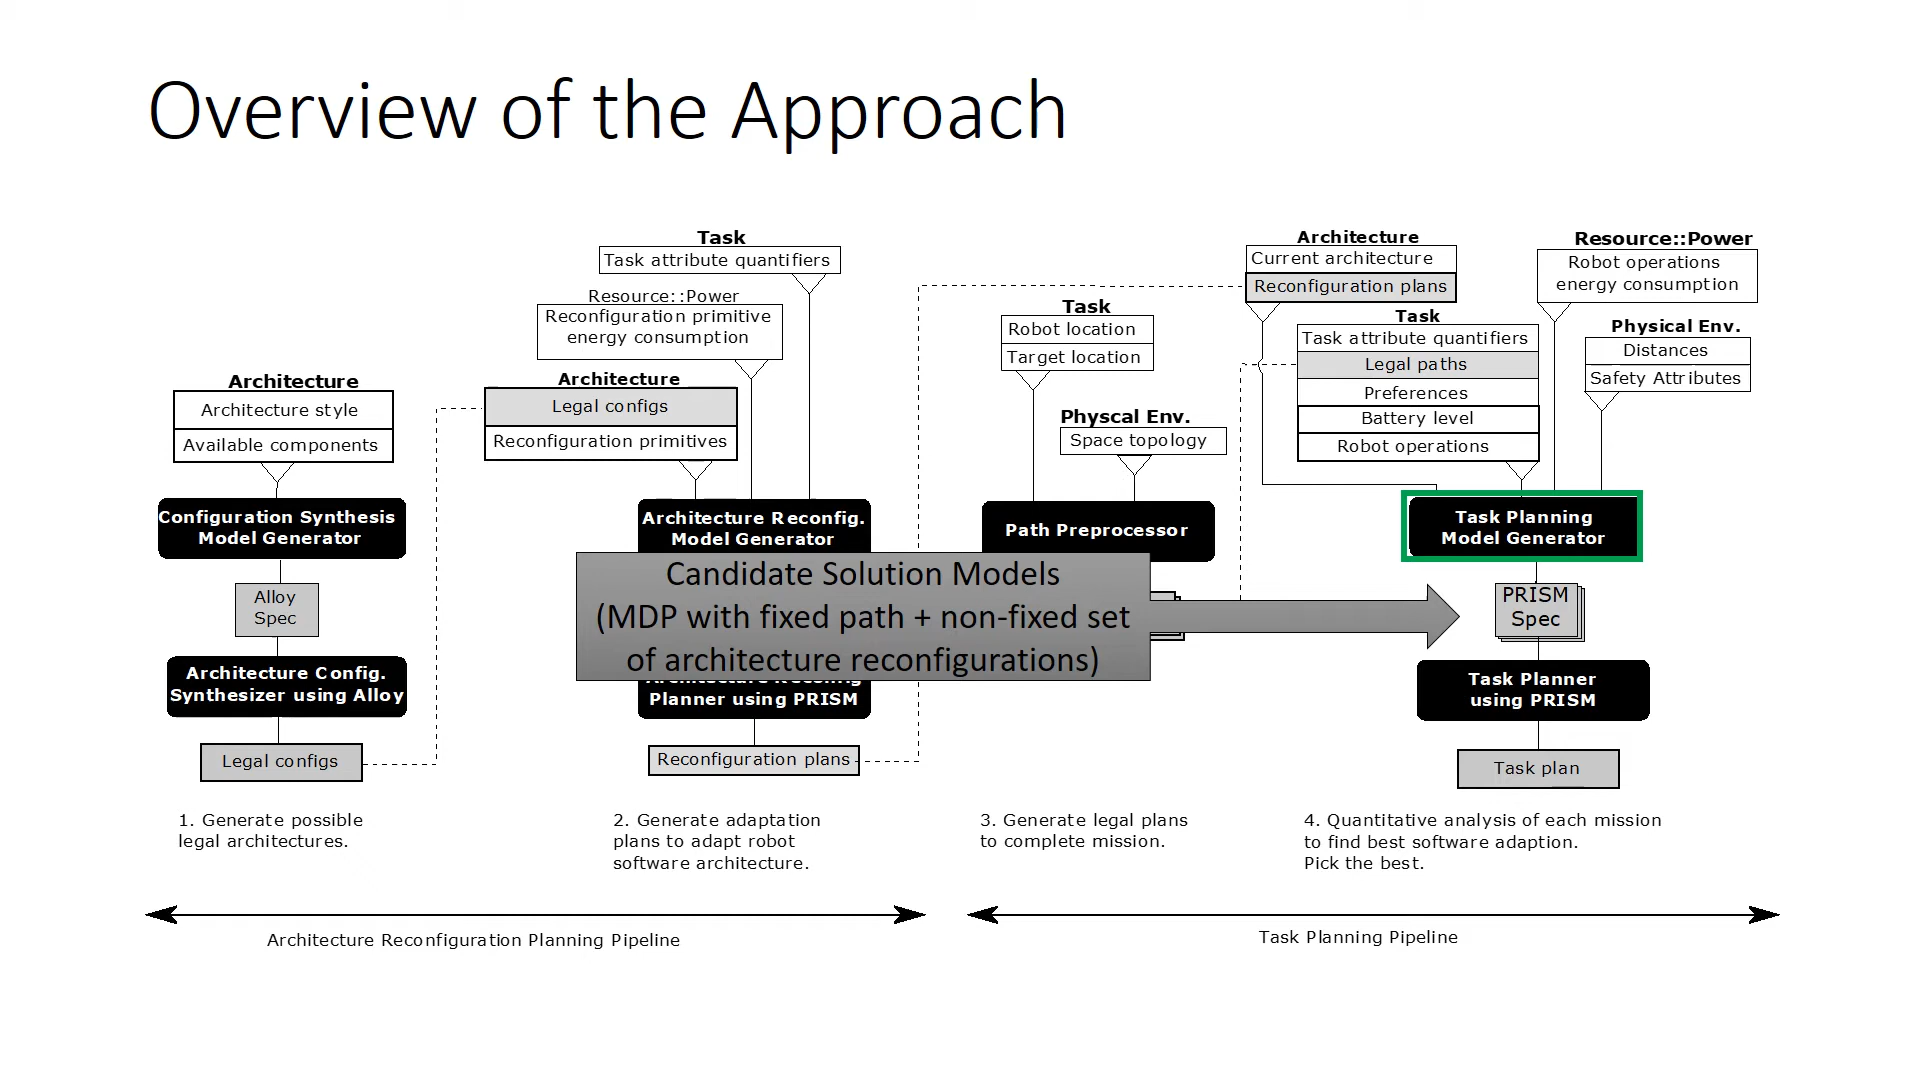 Overview of the Approach
Architecture
Architecture style
Available components
Configuration Synthesis
Model Generator
Alloy
Spec
Architecture Config.
Synthesizer using Alloy
Legal configs
1. Generate possible
legal architectures.
Task
Task attribute quantifiers
Resource::Power
Reconfiguration primitive
energy consumption
Architecture
Legal configs
Reconfiguration primitives
Architecture Reconfig.
Model Generator
Candidate Solution Models
(MDP with fixed path + non-fixed set
of architecture reconfigurations)
Planner using PRISM
Reconfiguration plans
2. Generate adaptation
plans to adapt robot
software architecture.
Task
Robot location
Target location
Physcal Env.
Space topology
Path Preprocessor
3. Generate legal plans
to complete mission.
Architecture
Current architecture
Reconfiguration plans
Task
Task attribute quantifiers
Legal paths
Preferences
Battery level
Robot operations
Resource::Power
Robot operations
energy consumption
Physical Env.
Distances
Safety Attributes
Task Planning
Model Generator
PRISM
Spec
Task Planner
using PRISM
Task plan
4. Quantitative analysis of each mission
to find best software adaption.
Pick the best.
Architecture Reconfiguration Planning Pipeline
Task Planning Pipeline